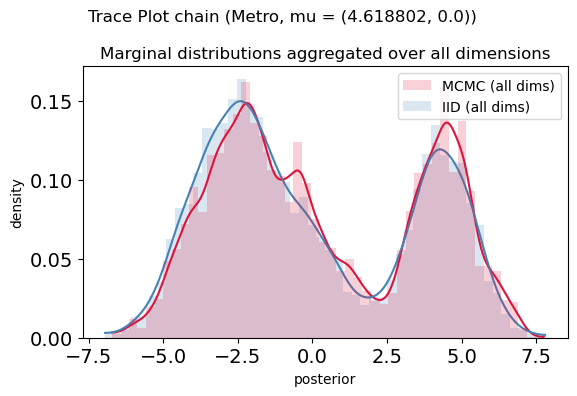 Trace Plot chain (Metro, mu = (4.618802, 0.0))
Marginal distributions aggregated over all dimensions
MCMC (all dims)
IID (all dims)
0.15
0.10
0.05
0.00
density
−7.5 −5.0 −2.5 0.0 2.5 5.0 7.5
posterior